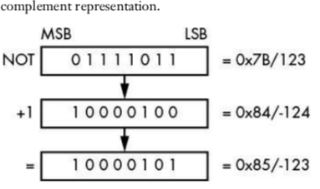 complement representation.
MSB LSB
NOT 01111011 = 0x7B/123
+1 10000100 = 0x84/-124
= 10000101 = 0x85/-123